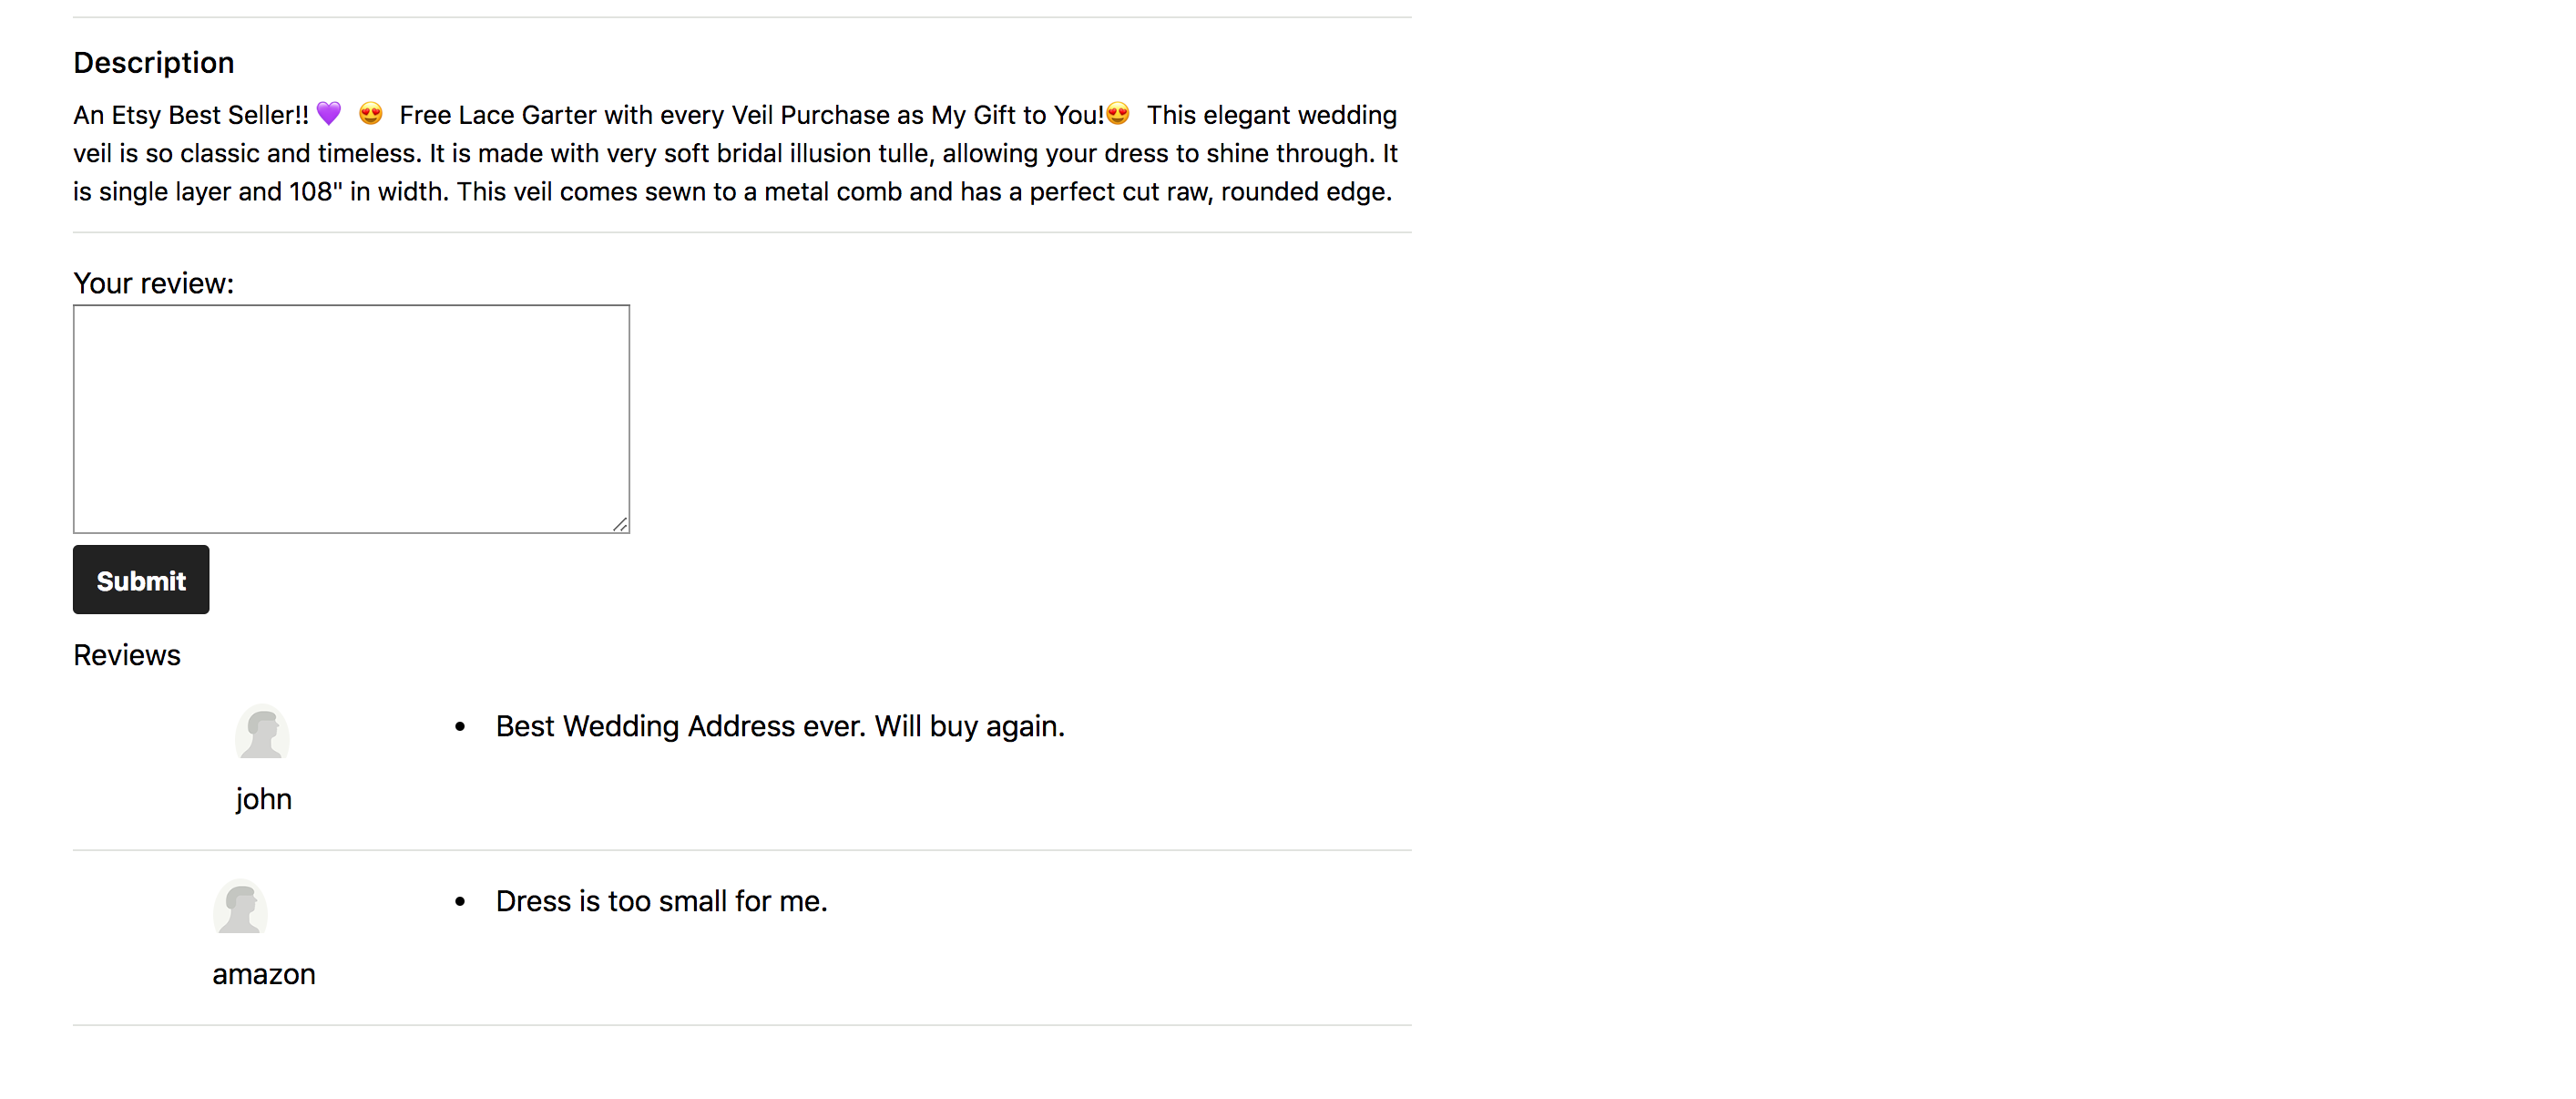 Description
An Etsy Best Seller!! 💜 😍 Free Lace Garter with every Veil Purchase as My Gift to You!😍 This elegant wedding
veil is so classic and timeless. It is made with very soft bridal illusion tulle, allowing your dress to shine through. It
is single layer and 108" in width. This veil comes sewn to a metal comb and has a perfect cut raw, rounded edge.
Your review:
Submit
Reviews
• Best Wedding Address ever. Will buy again.
john
• Dress is too small for me.
amazon